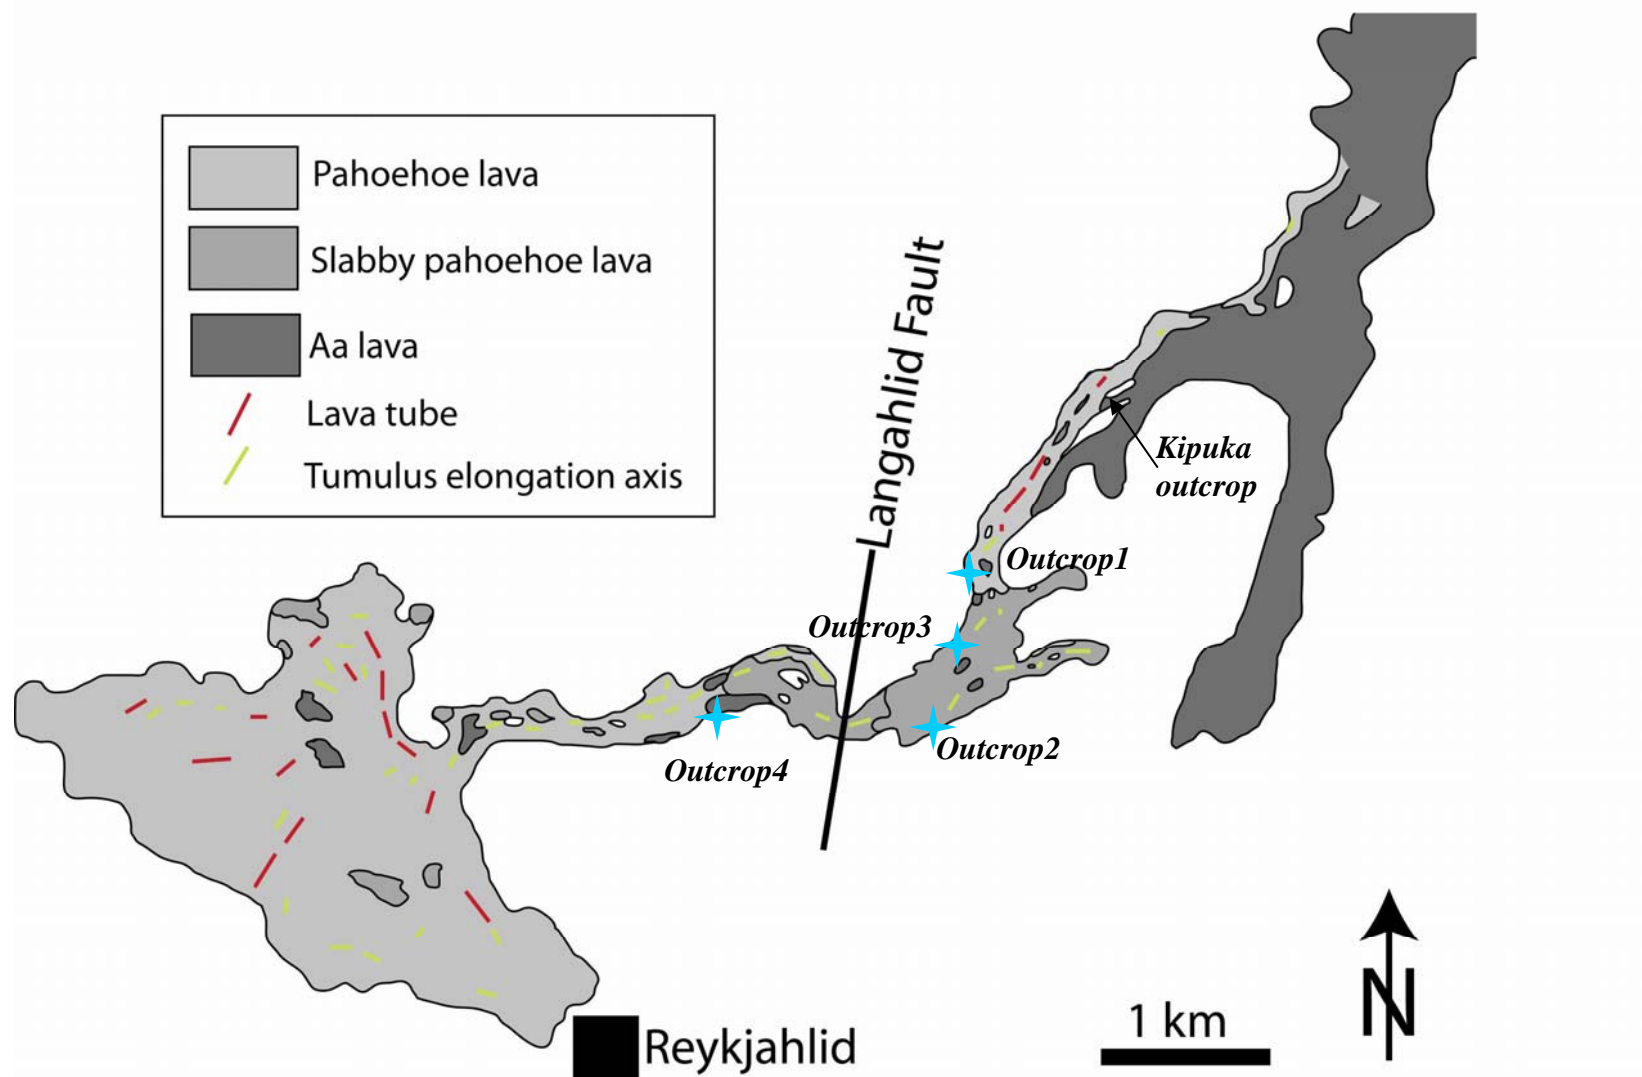 Pahoehoe lava
Slabby pahoehoe lava
Aa lava
Lava tube
Tumulus elongation axis
Langahlid Fault
Kipuka
outcrop
Outcrop1
Outcrop3
Outcrop2
Outcrop4
N
1 km
Reykjahlid